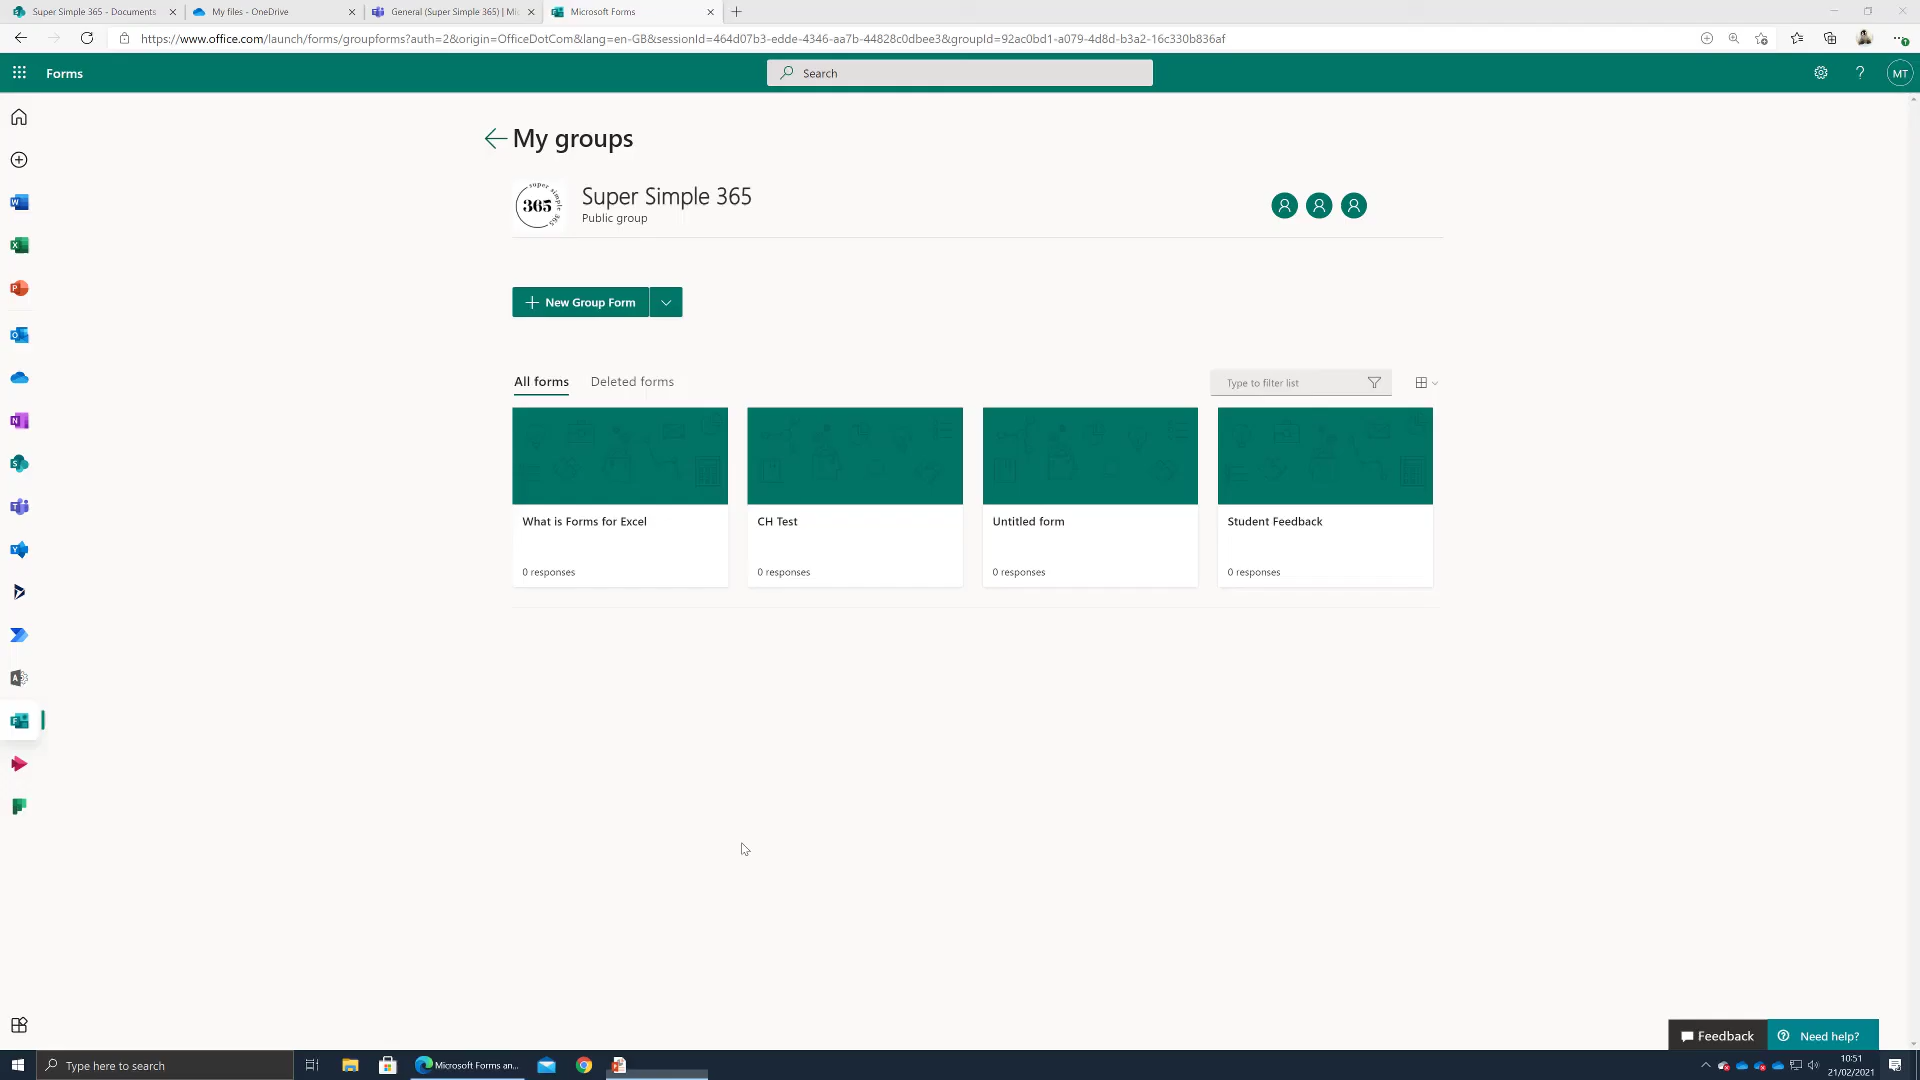 Super Simple 365 - Documents
My files - OneDrive
General (Super Simple 365) | Mi
Microsoft Forms
https://www.office.com/launch/forms/groupforms?auth=2&origin=OfficeDotCom&lang=en-GB&sessionId=464d07b3-edde-4346-aa7b-44828c0dbee3&groupId=92ac0bd1-a079-4d8d-b3a2-16c330b836af
Forms
Search
MT
My groups
super simple 365
365
Super Simple 365
Public group
New Group Form
All forms
Deleted forms
Type to filter list
What is Forms for Excel
0 responses
CH Test
0 responses
Untitled form
0 responses
Student Feedback
0 responses
Feedback
Need help?
Type here to search
Microsoft Forms an...
10:51
21/02/2021